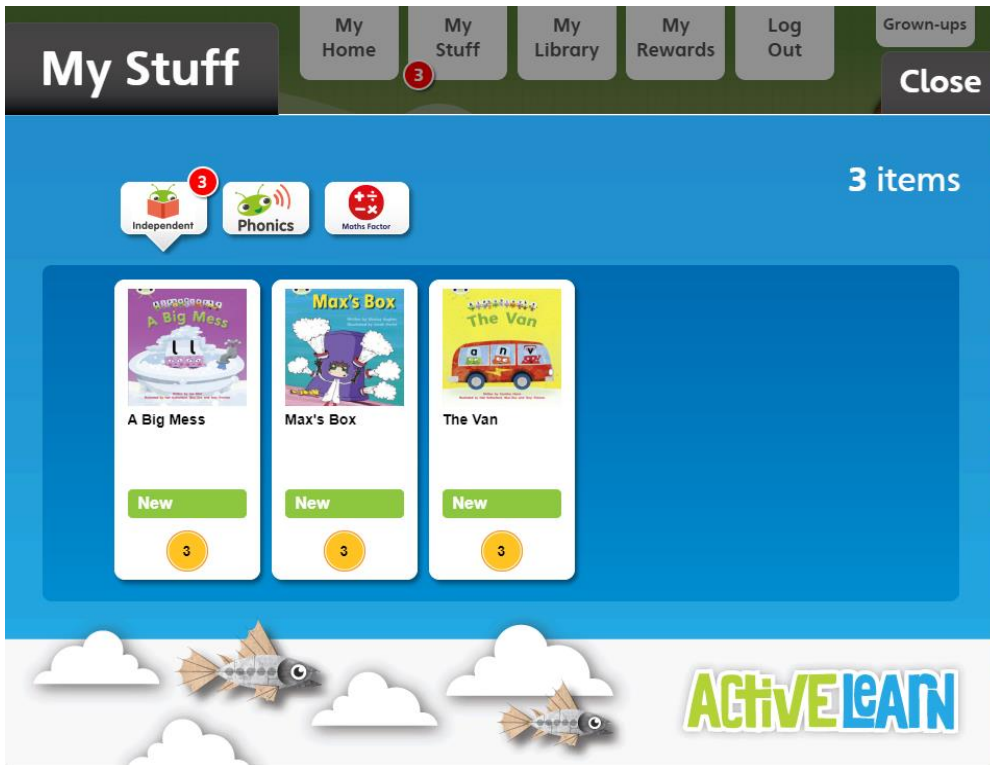 My Stuff
My Home
My Stuff
3
My Library
My Rewards
Log Out
Grown-ups
Close
3 items
Independent
3
Phonics
Maths Factor
A Big Mess
Max's Box
The Van
a n v
A Big Mess
Max's Box
The Van
New
New
New
3
3
3
ACTiVE LEARN